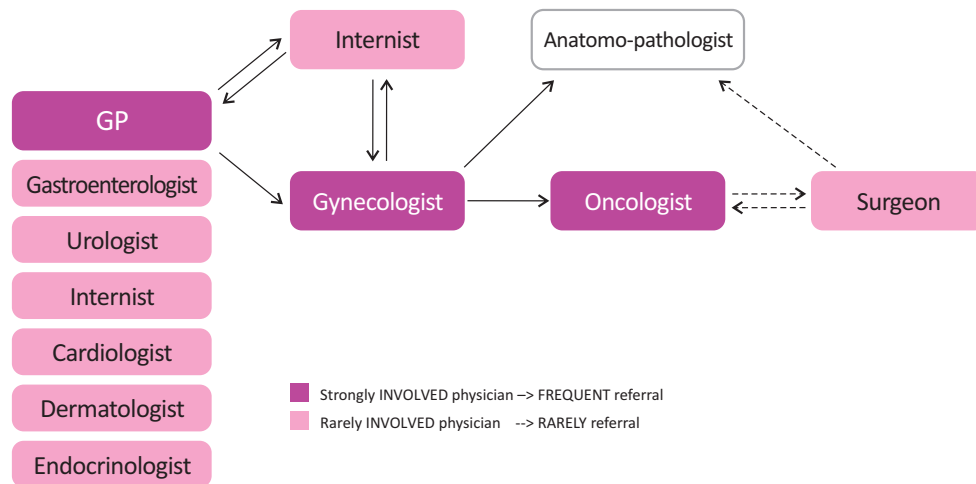 Internist
Anatomo-pathologist
GP
Gastroenterologist
Gynecologist
Oncologist
Surgeon
Urologist
Internist
Cardiologist
Dermatologist
Endocrinologist
Strongly INVOLVED physician –> FREQUENT referral
Rarely INVOLVED physician --> RARELY referral